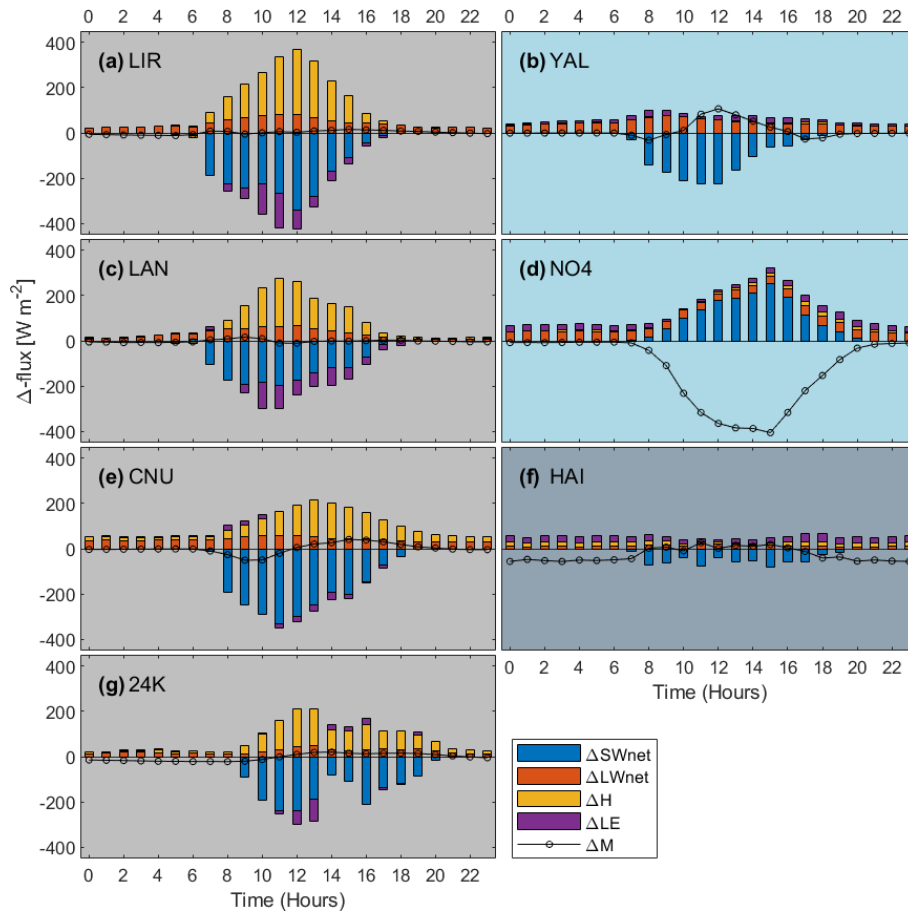 0 2 4 6 8 10 12 14 16 18 20 22 0 2 4 6 8 10 12 14 16 18 20 22
400
200
0
-200
-400
(a) LIR
(b) YAL
400
200
0
-200
-400
(c) LAN
(d) NO4
Δ-flux [W m-2]
400
200
0
-200
-400
(e) CNU
(f) HAI
0 2 4 6 8 10 12 14 16 18 20 22
Time (Hours)
400
200
0
-200
-400
(g) 24K
0 2 4 6 8 10 12 14 16 18 20 22
Time (Hours)
ΔSWnet
ΔLWnet
ΔH
ΔLE
ΔM